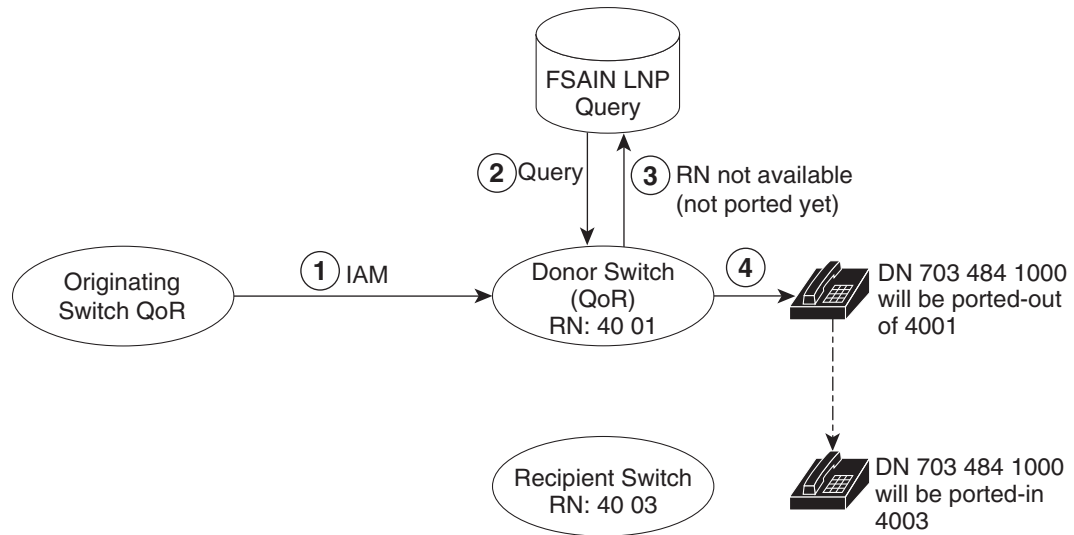 FSAIN LNP
Query
2 Query
3 RN not available
(not ported yet)
Originating
Switch QoR
1 IAM
Donor Switch
(QoR)
RN: 40 01
4
DN 703 484 1000
will be ported-out
of 4001
Recipient Switch
RN: 40 03
DN 703 484 1000
will be ported-in
4003